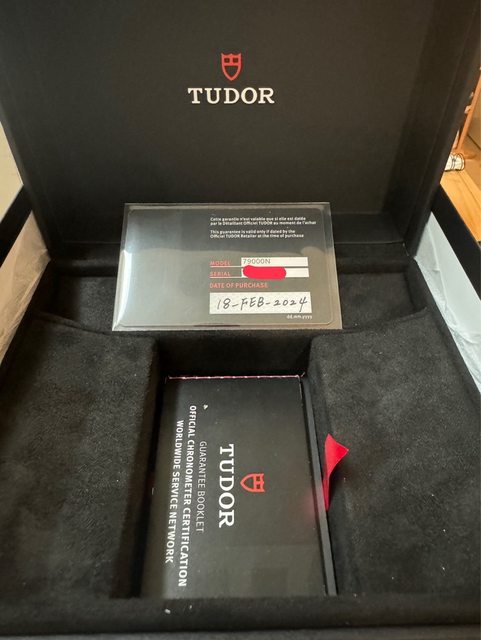 TUDOR
Cette garantie n'est valable que si elle est datée
par le Détaillant Officiel TUDOR au moment de l'achat
This guarantee is valid only if dated by the
Official TUDOR Retailer at the time of purchase
MODEL 79000N
SERIAL
DATE OF PURCHASE
18-FEB-2024
dd.mm.yyyy
TUDOR
GUARANTEE BOOKLET
OFFICIAL CHRONOMETER CERTIFICATION
WORLDWIDE SERVICE NETWORK